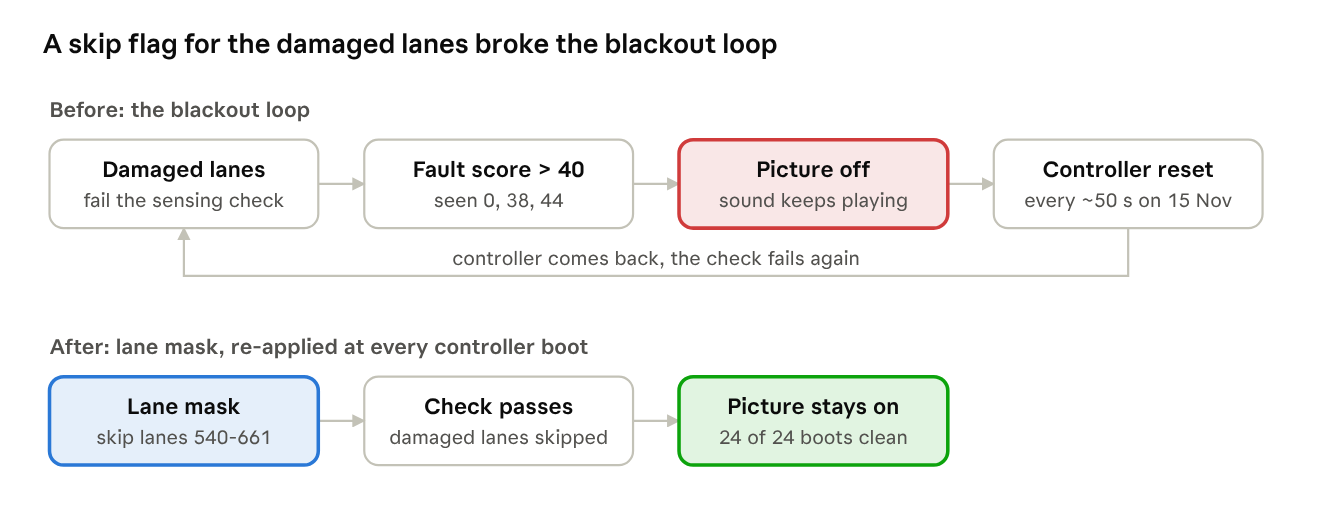 A skip flag for the damaged lanes broke the blackout loop
Before: the blackout loop
Damaged lanes
fail the sensing check
Fault score > 40
seen 0, 38, 44
Picture off
sound keeps playing
Controller reset
every ~50 s on 15 Nov
controller comes back, the check fails again
After: lane mask, re-applied at every controller boot
Lane mask
skip lanes 540-661
Check passes
damaged lanes skipped
Picture stays on
24 of 24 boots clean